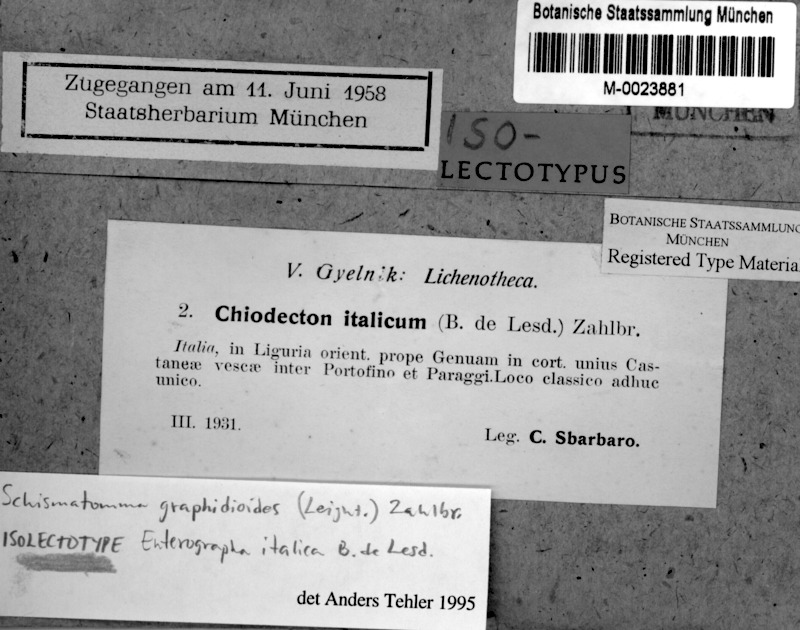 Botanische Staatssammlung München
M-0023881
MÜNCHEN
Zugegangen am 11. Juni 1958
Staatsherbarium München
ISO-
LECTOTYPUS
BOTANISCHE STAATSSAMMLUNG
MÜNCHEN
Registered Type Material
V. Gyelnik: Lichenotheca.
2. Chiodecton italicum (B. de Lesd.) Zahlbr.
Italia, in Liguria orient. prope Genuam in cort. unius Cas-
taneæ vescæ inter Portofino et Paraggi.Loco classico adhuc
unico.
III. 1931.
Leg. C. Sbarbaro.
Schismatomma graphidioides (Leight.) Zahlbr.
ISOLECTOTYPE Enterographa italica B. de Lesd.
det Anders Tehler 1995